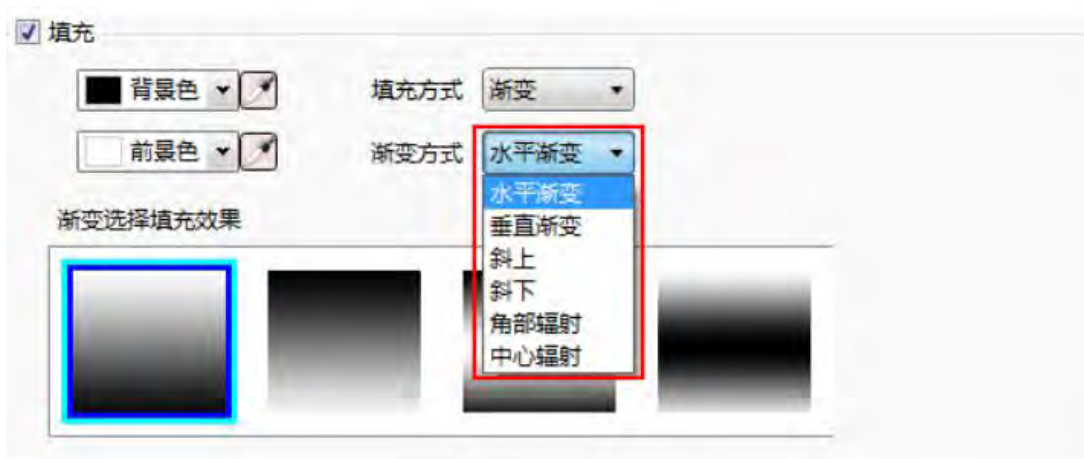 填充
背景色 填充方式 渐变
前景色 渐变方式 水平渐变
水平渐变
垂直渐变
斜上
斜下
角部辐射
中心辐射
渐变选择填充效果